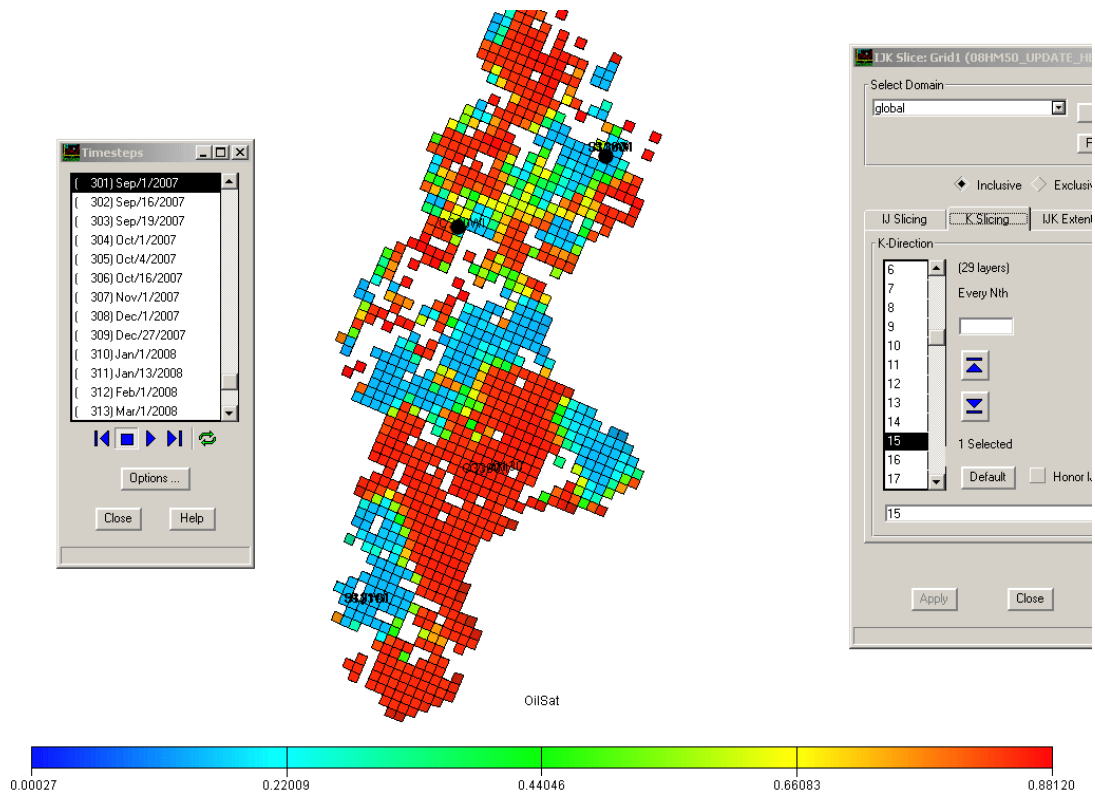 Timesteps
( 301) Sep/1/2007
( 302) Sep/16/2007
( 303) Sep/19/2007
( 304) Oct/1/2007
( 305) Oct/4/2007
( 306) Oct/16/2007
( 307) Nov/1/2007
( 308) Dec/1/2007
( 309) Dec/27/2007
( 310) Jan/1/2008
( 311) Jan/13/2008
( 312) Feb/1/2008
( 313) Mar/1/2008
Options ...
Close Help
OilSat
0.00027 0.22009 0.44046 0.66083 0.88120
IJK Slice: Grid1 (08HM50_UPDATE_
Select Domain
global
Inclusive Exclusiv
IJ Slicing K Slicing IJK Extent
K-Direction
6
7
8
9
10
11
12
13
14
15
16
17
(29 layers)
Every Nth
1 Selected
Default Honor IJ
15
Apply Close